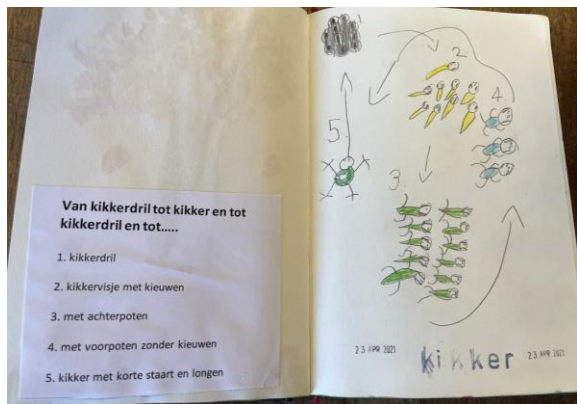 Van kikkerdril tot kikker en tot
kikkerdril en tot.....
1. kikkerdril
2. kikkervisje met kieuwen
3. met achterpoten
4. met voorpoten zonder kieuwen
5. kikker met korte staart en longen
1
2
4
5
3
23 APR 2021
kikker
23 APR 2021